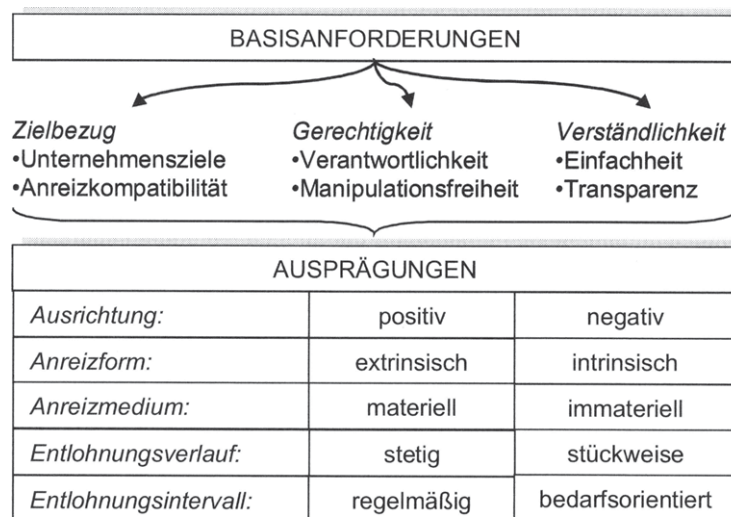 BASISANFORDERUNGEN
Zielbezug Gerechtigkeit Verständlichkeit
•Unternehmensziele •Verantwortlichkeit •Einfachheit
•Anreizkompatibilität •Manipulationsfreiheit •Transparenz
AUSPRÄGUNGEN
Ausrichtung: positiv negativ
Anreizform: extrinsisch intrinsisch
Anreizmedium: materiell immateriell
Entlohnungsverlauf: stetig stückweise
Entlohnungsintervall: regelmäßig bedarfsorientiert